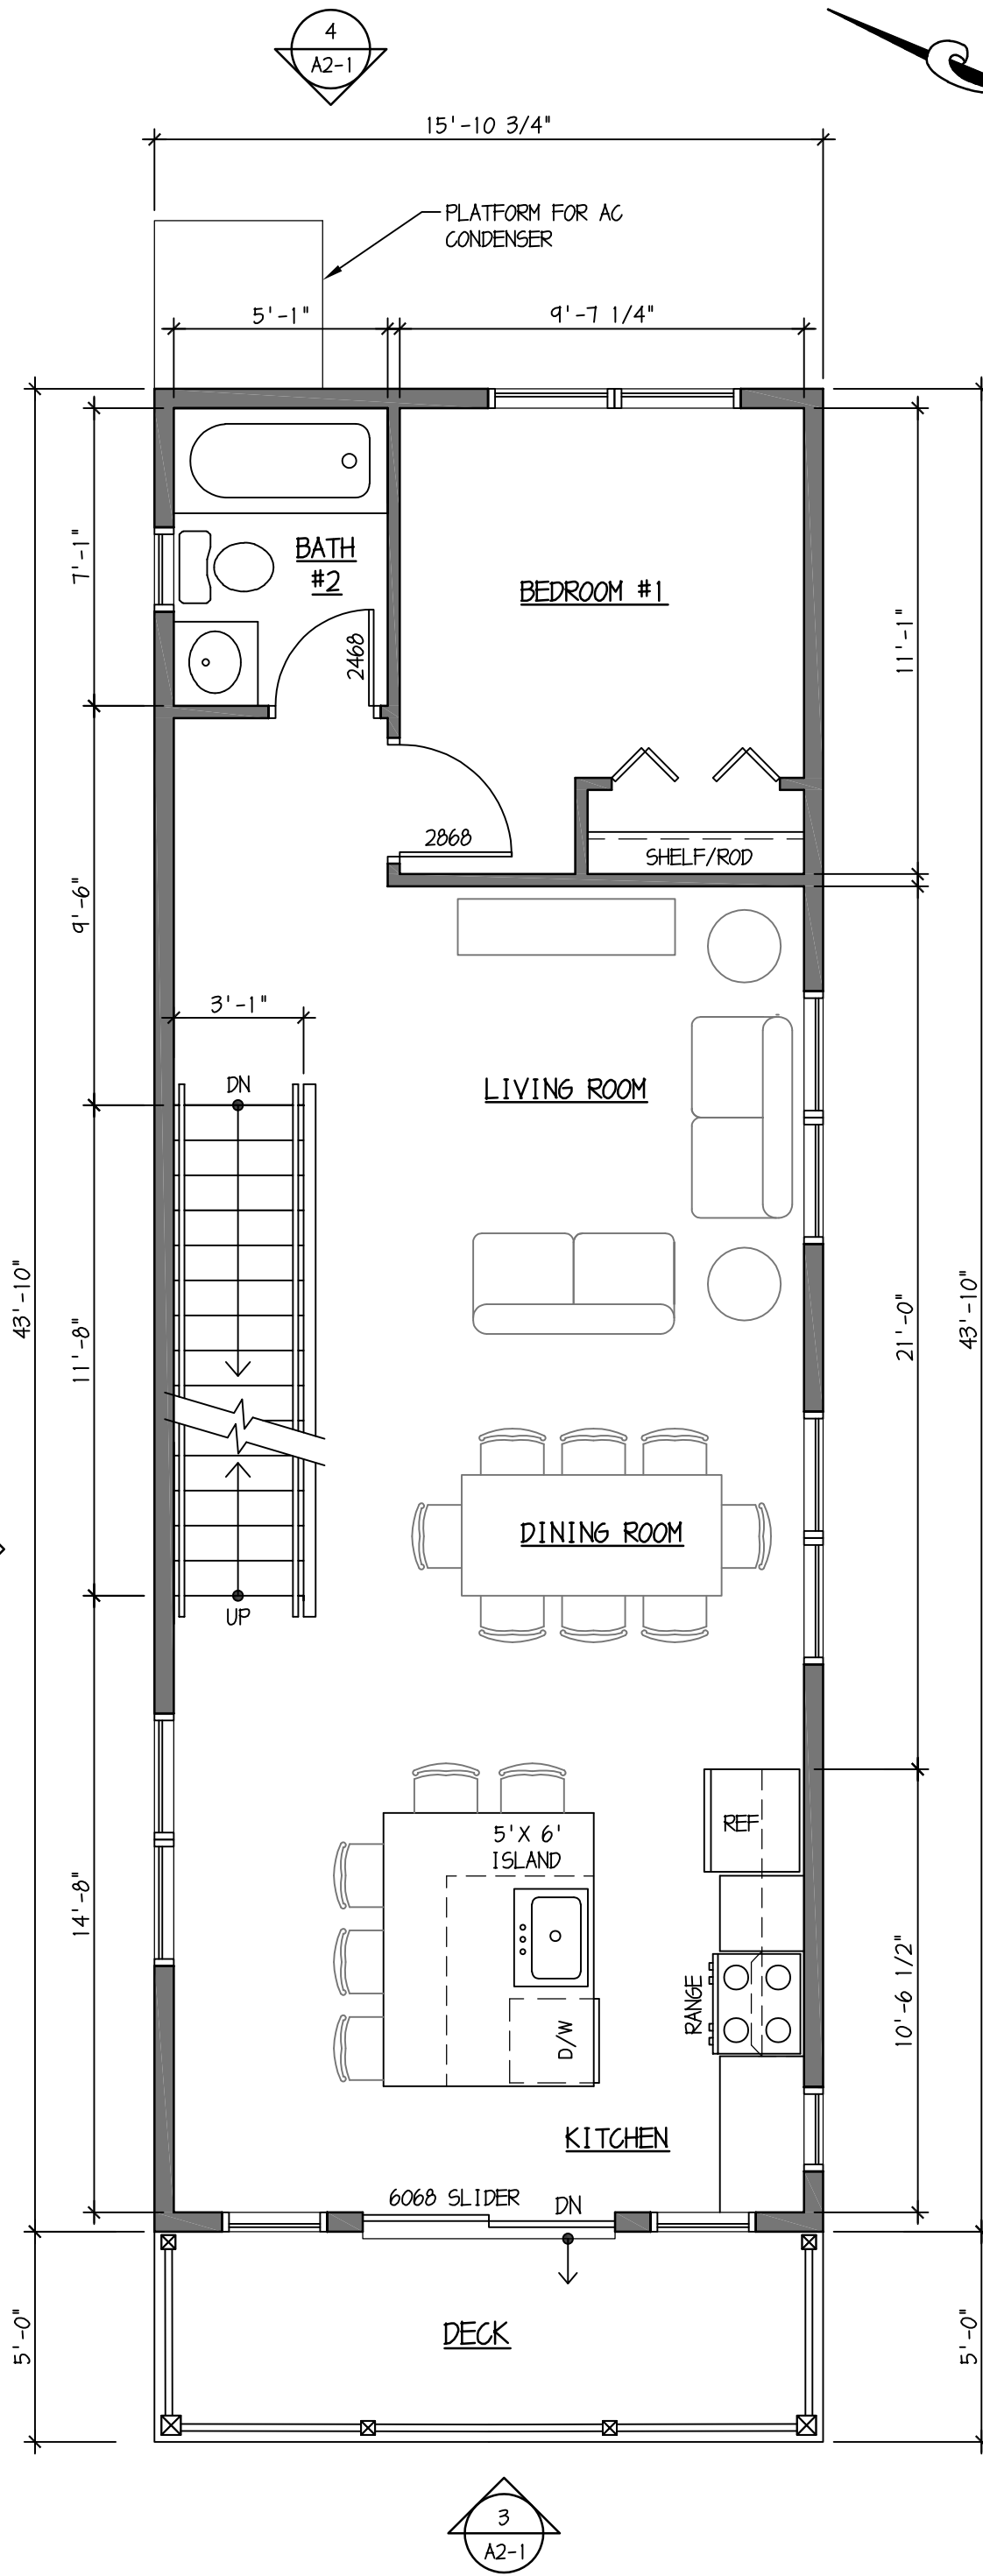 4
A2-1
15'-10 3/4"
PLATFORM FOR AC
CONDENSER
5'-1"
9'-7 1/4"
7'-1"
BATH
#2
BEDROOM #1
2468
11'-1"
2868
SHELF/ROD
9'-6"
3'-1"
DN
LIVING ROOM
43'-10"
11'-8"
21'-0"
43'-10"
DINING ROOM
UP
5'X 6'
ISLAND
REF
14'-8"
RANGE
10'-6 1/2"
D/W
KITCHEN
6068 SLIDER
DN
5'-0"
DECK
5'-0"
3
A2-1